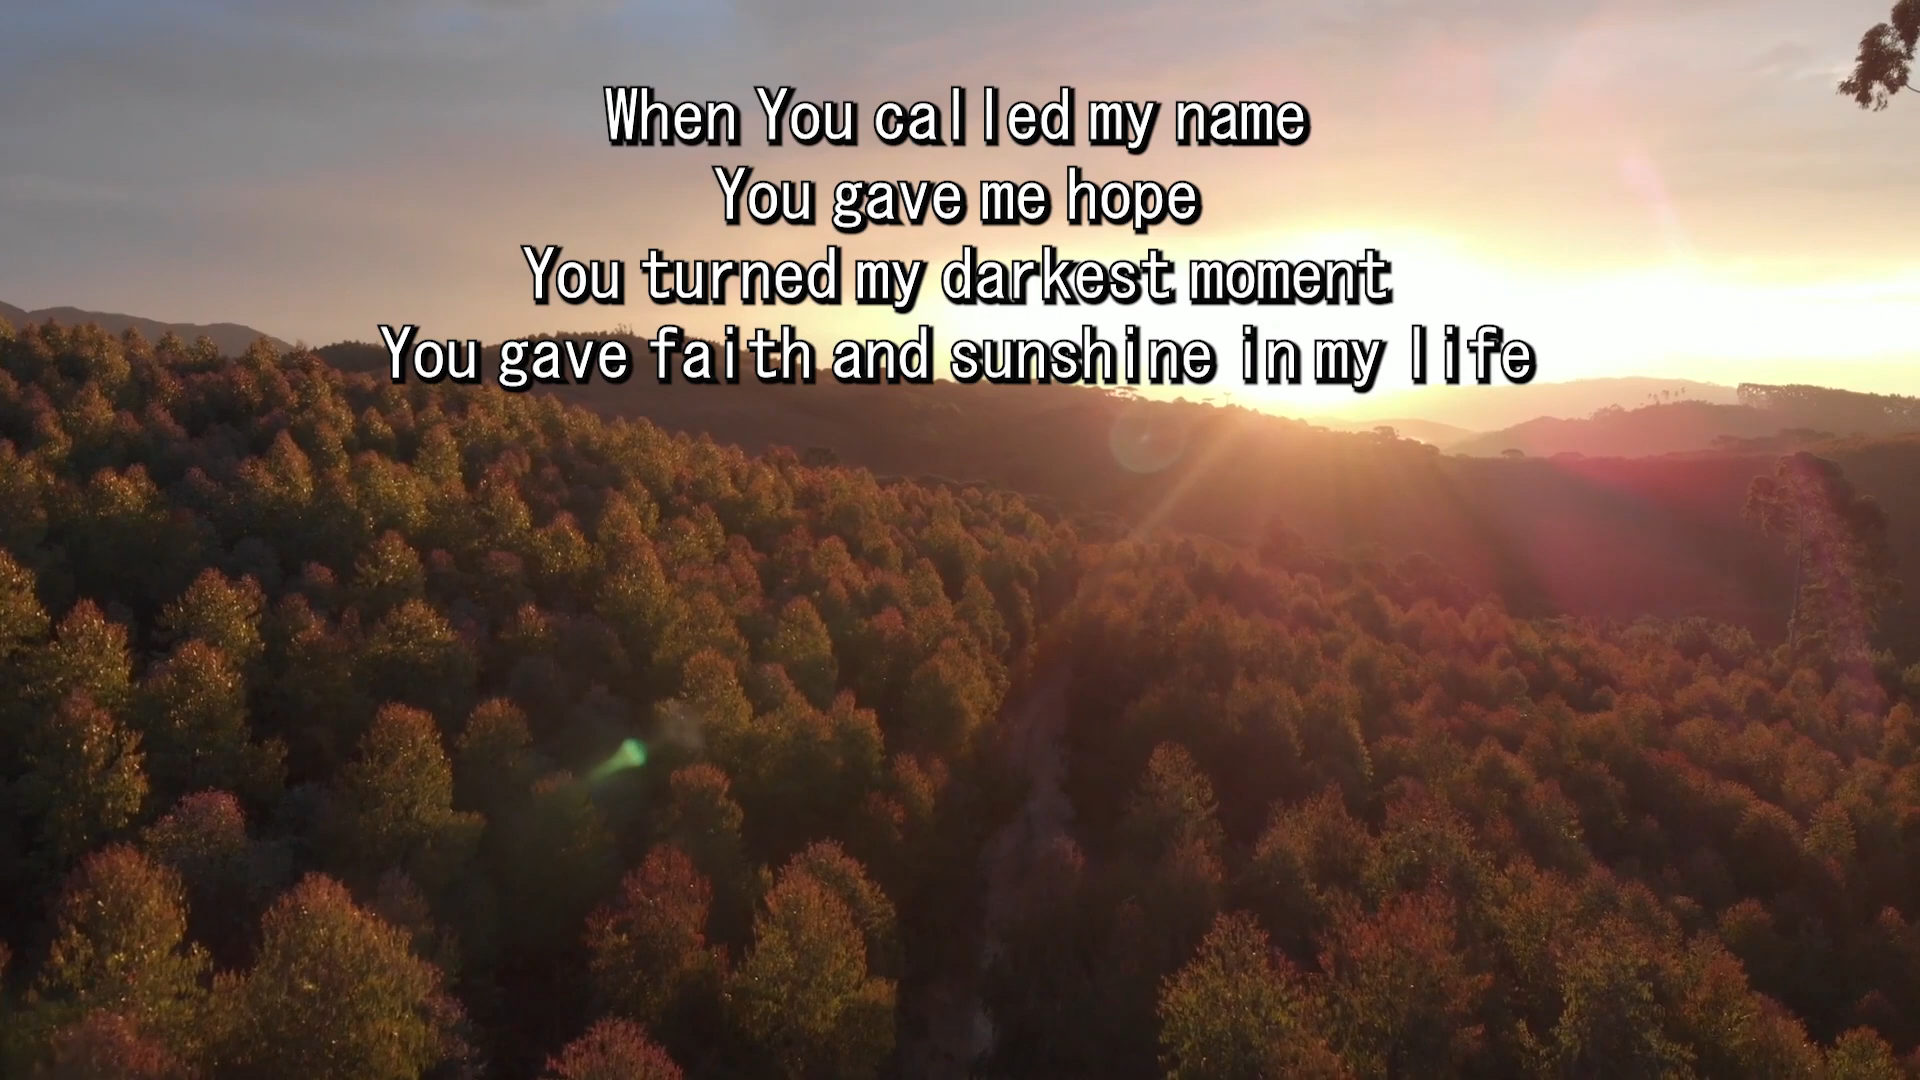 When You called my name
You gave me hope
You turned my darkest moment
You gave faith and sunshine in my life